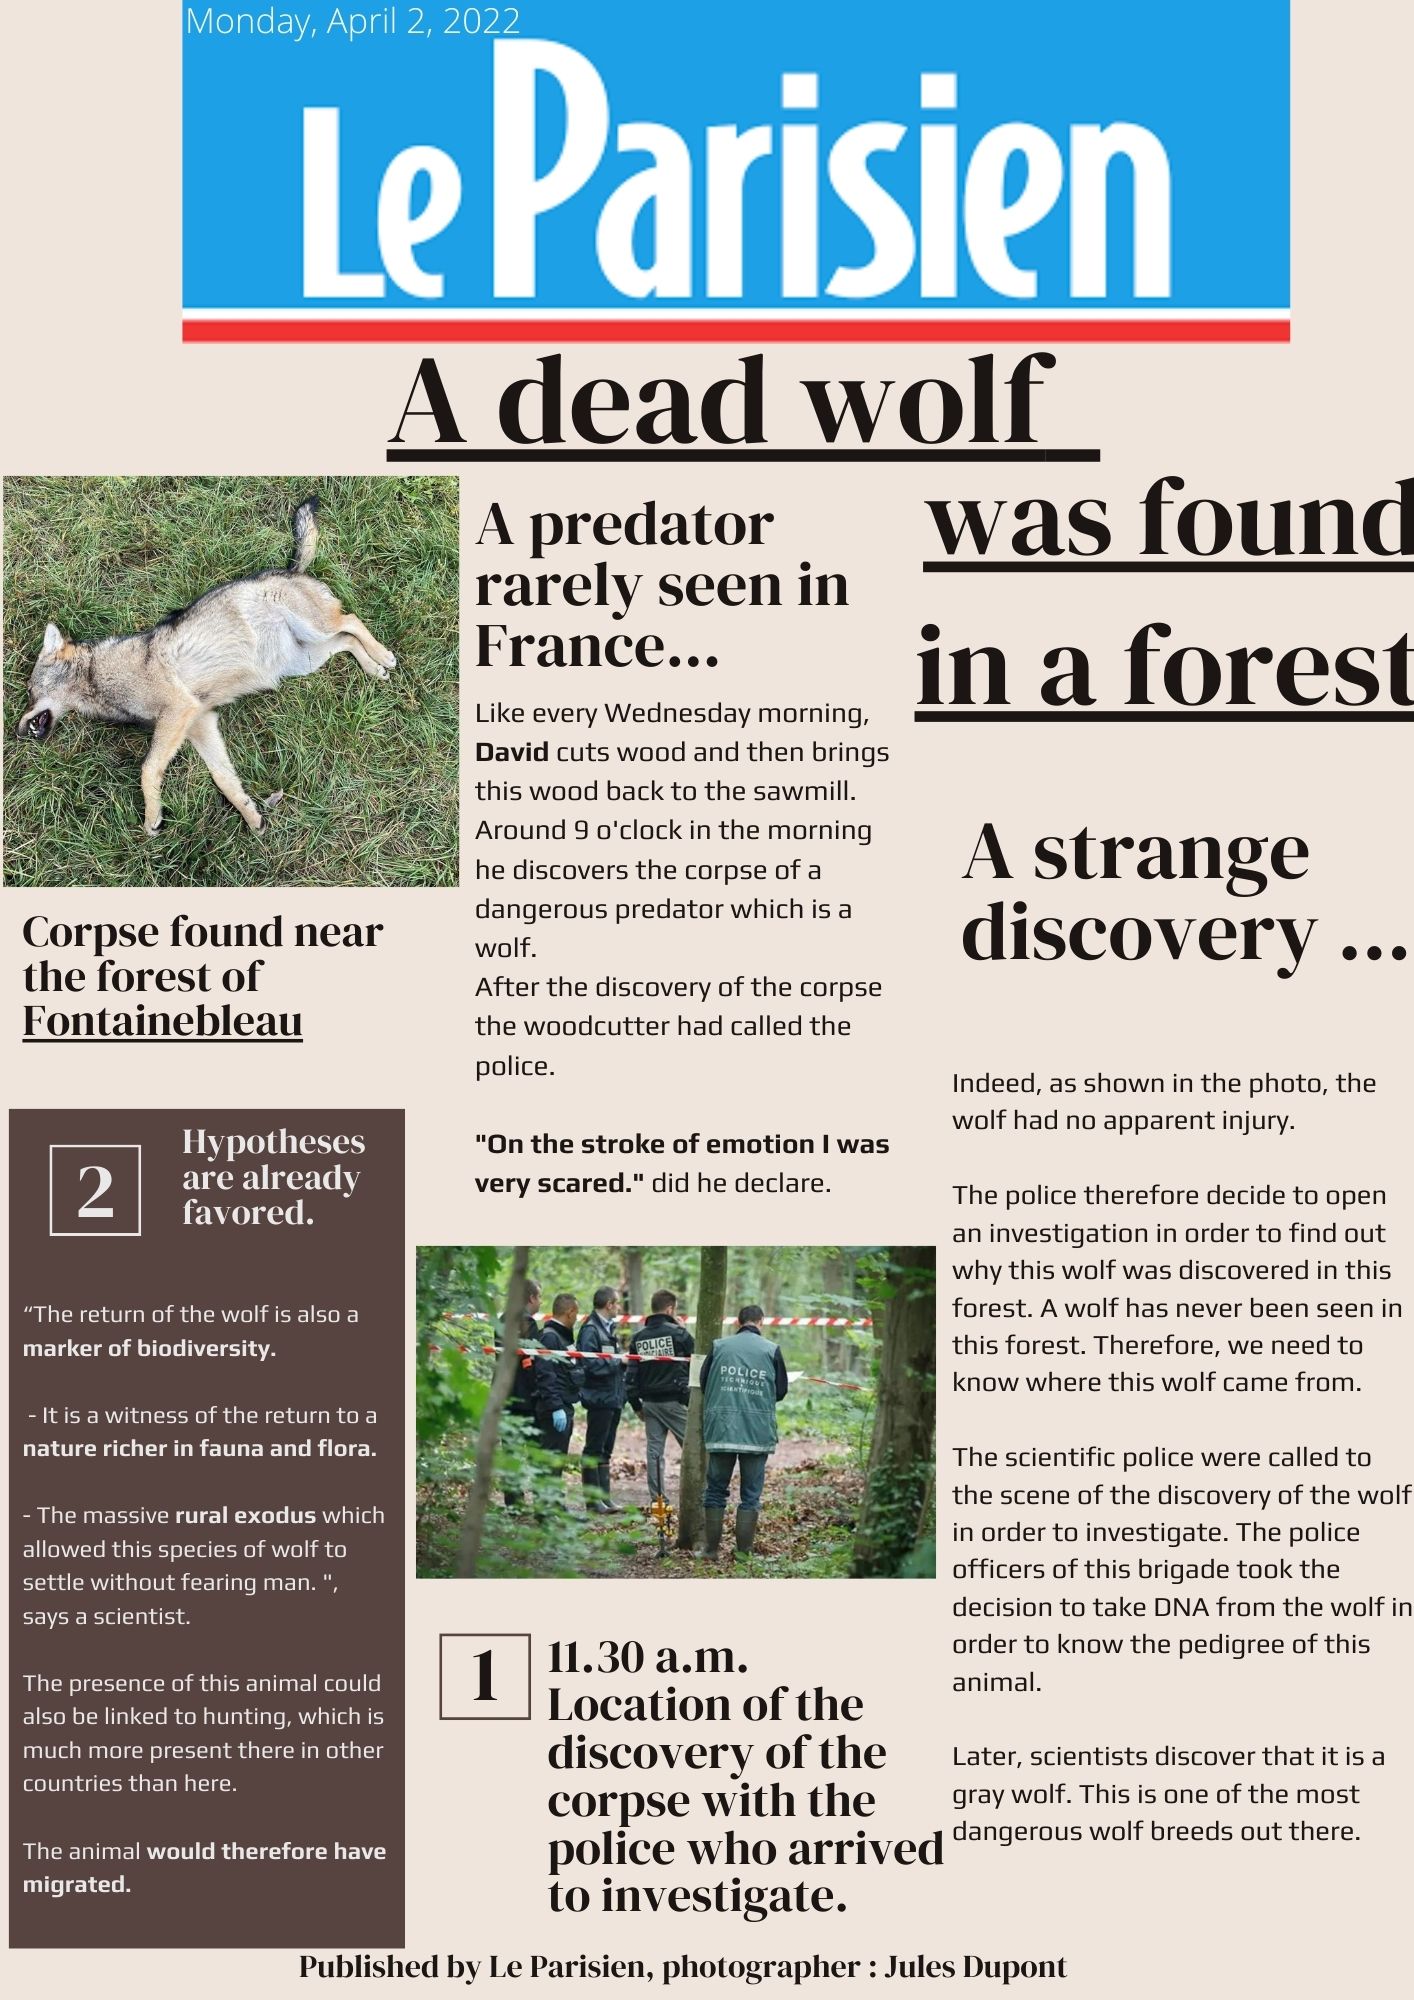 Monday, April 2, 2022
Le Parisien
A dead wolf
was found
in a forest
A predator
rarely seen in
France...
Like every Wednesday morning,
David cuts wood and then brings
this wood back to the sawmill.
Around 9 o'clock in the morning
he discovers the corpse of a
dangerous predator which is a
wolf.
After the discovery of the corpse
the woodcutter had called the
police.
"On the stroke of emotion I was
very scared." did he declare.
Corpse found near
the forest of
Fontainebleau
2
Hypotheses
are already
favored.
“The return of the wolf is also a
marker of biodiversity.
- It is a witness of the return to a
nature richer in fauna and flora.
- The massive rural exodus which
allowed this species of wolf to
settle without fearing man. ",
says a scientist.
The presence of this animal could
also be linked to hunting, which is
much more present there in other
countries than here.
The animal would therefore have
migrated.
POLICE
JUDICIAIRE
POLICE
TECHNIQUE
SCIENTIFIQUE
1
11.30 a.m.
Location of the
discovery of the
corpse with the
police who arrived
to investigate.
A strange
discovery ...
Indeed, as shown in the photo, the
wolf had no apparent injury.
The police therefore decide to open
an investigation in order to find out
why this wolf was discovered in this
forest. A wolf has never been seen in
this forest. Therefore, we need to
know where this wolf came from.
The scientific police were called to
the scene of the discovery of the wolf
in order to investigate. The police
officers of this brigade took the
decision to take DNA from the wolf in
order to know the pedigree of this
animal.
Later, scientists discover that it is a
gray wolf. This is one of the most
dangerous wolf breeds out there.
Published by Le Parisien, photographer : Jules Dupont